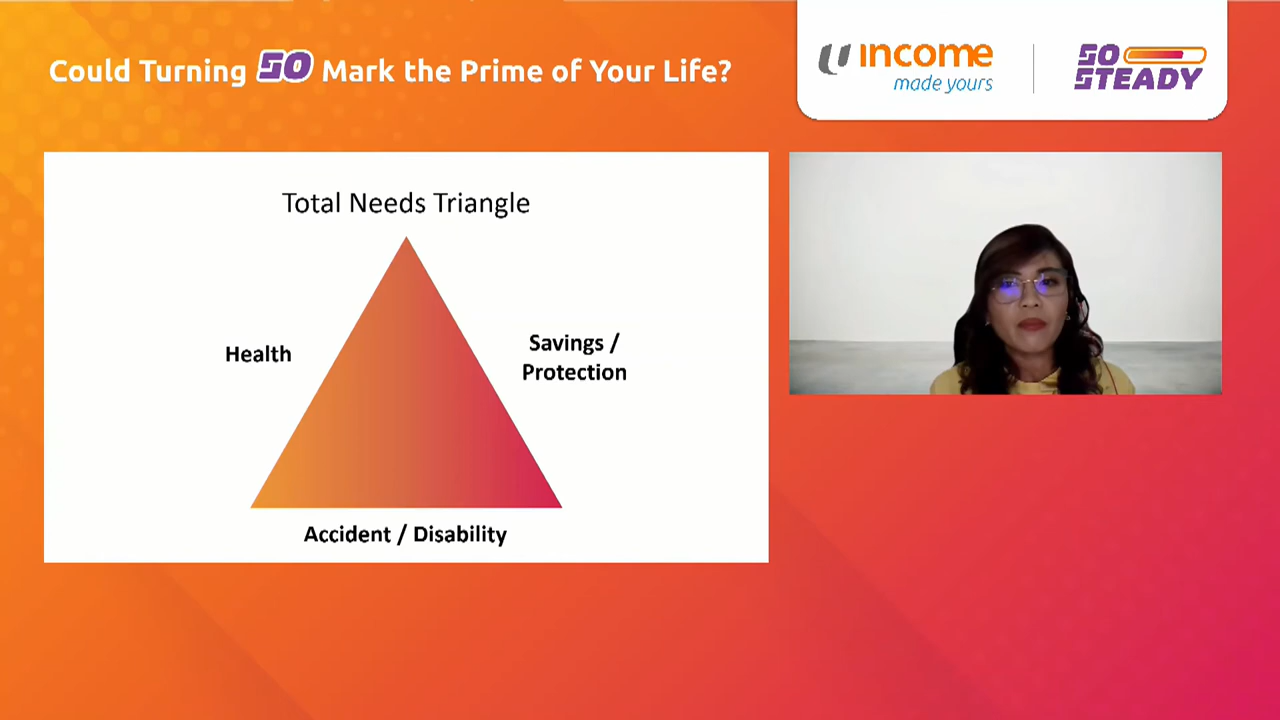 Could Turning 50 Mark the Prime of Your Life?
income
made yours
50
STEADY
Total Needs Triangle
Health
Savings /
Protection
Accident / Disability